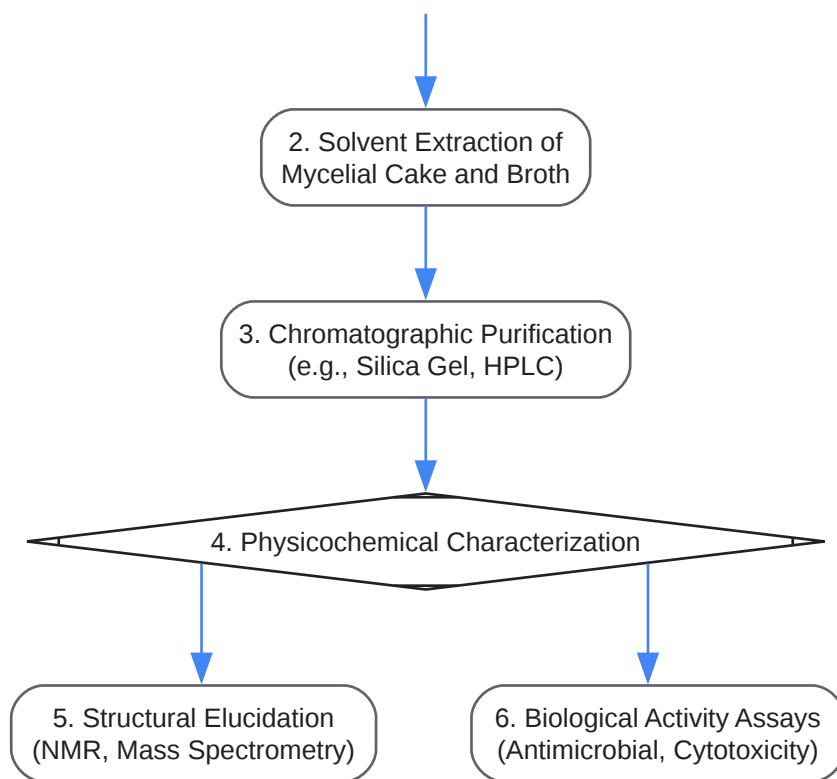 2. Solvent Extraction of
Mycelial Cake and Broth
3. Chromatographic Purification
(e.g., Silica Gel, HPLC)
4. Physicochemical Characterization
5. Structural Elucidation
(NMR, Mass Spectrometry)
6. Biological Activity Assays
(Antimicrobial, Cytotoxicity)